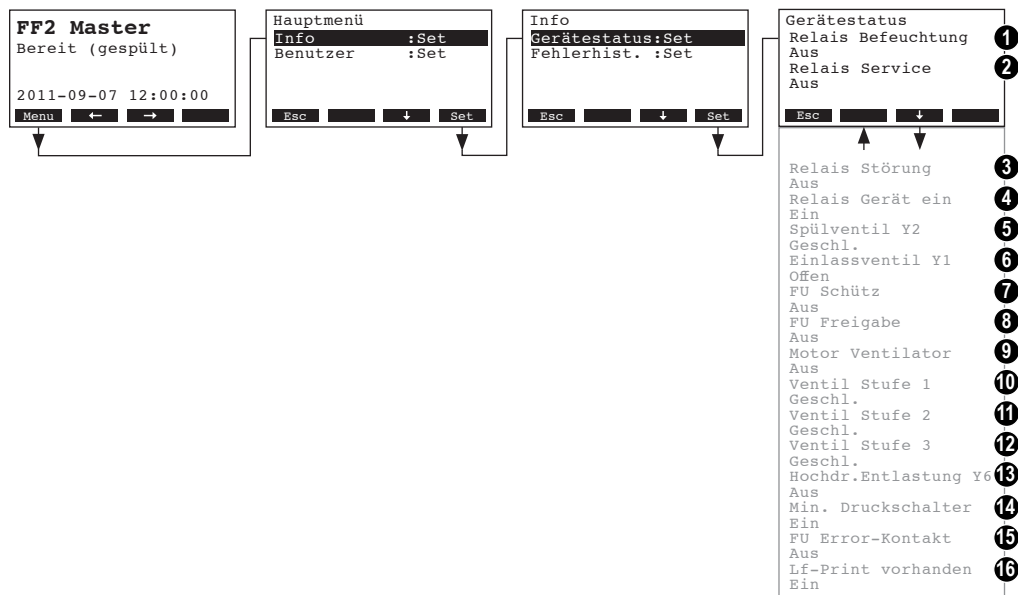 FF2 Master
Bereit (gespült)
2011-09-07 12:00:00
Menu ← →
Hauptmenü
Info :Set
Benutzer :Set
Esc ↓ Set
Info
Gerätestatus:Set
Fehlerhist. :Set
Esc ↓ Set
Gerätestatus
Relais Befeuchtung 1
Aus
Relais Service 2
Aus
Esc ↓
Relais Störung 3
Aus
Relais Gerät ein 4
Ein
Spülventil Y2 5
Geschl.
Einlassventil Y1 6
Offen
FU Schütz 7
Aus
FU Freigabe 8
Aus
Motor Ventilator 9
Aus
Ventil Stufe 1 10
Geschl.
Ventil Stufe 2 11
Geschl.
Ventil Stufe 3 12
Geschl.
Hochdr.Entlastung Y6 13
Aus
Min. Druckschalter 14
Ein
FU Error-Kontakt 15
Aus
Lf-Print vorhanden 16
Ein